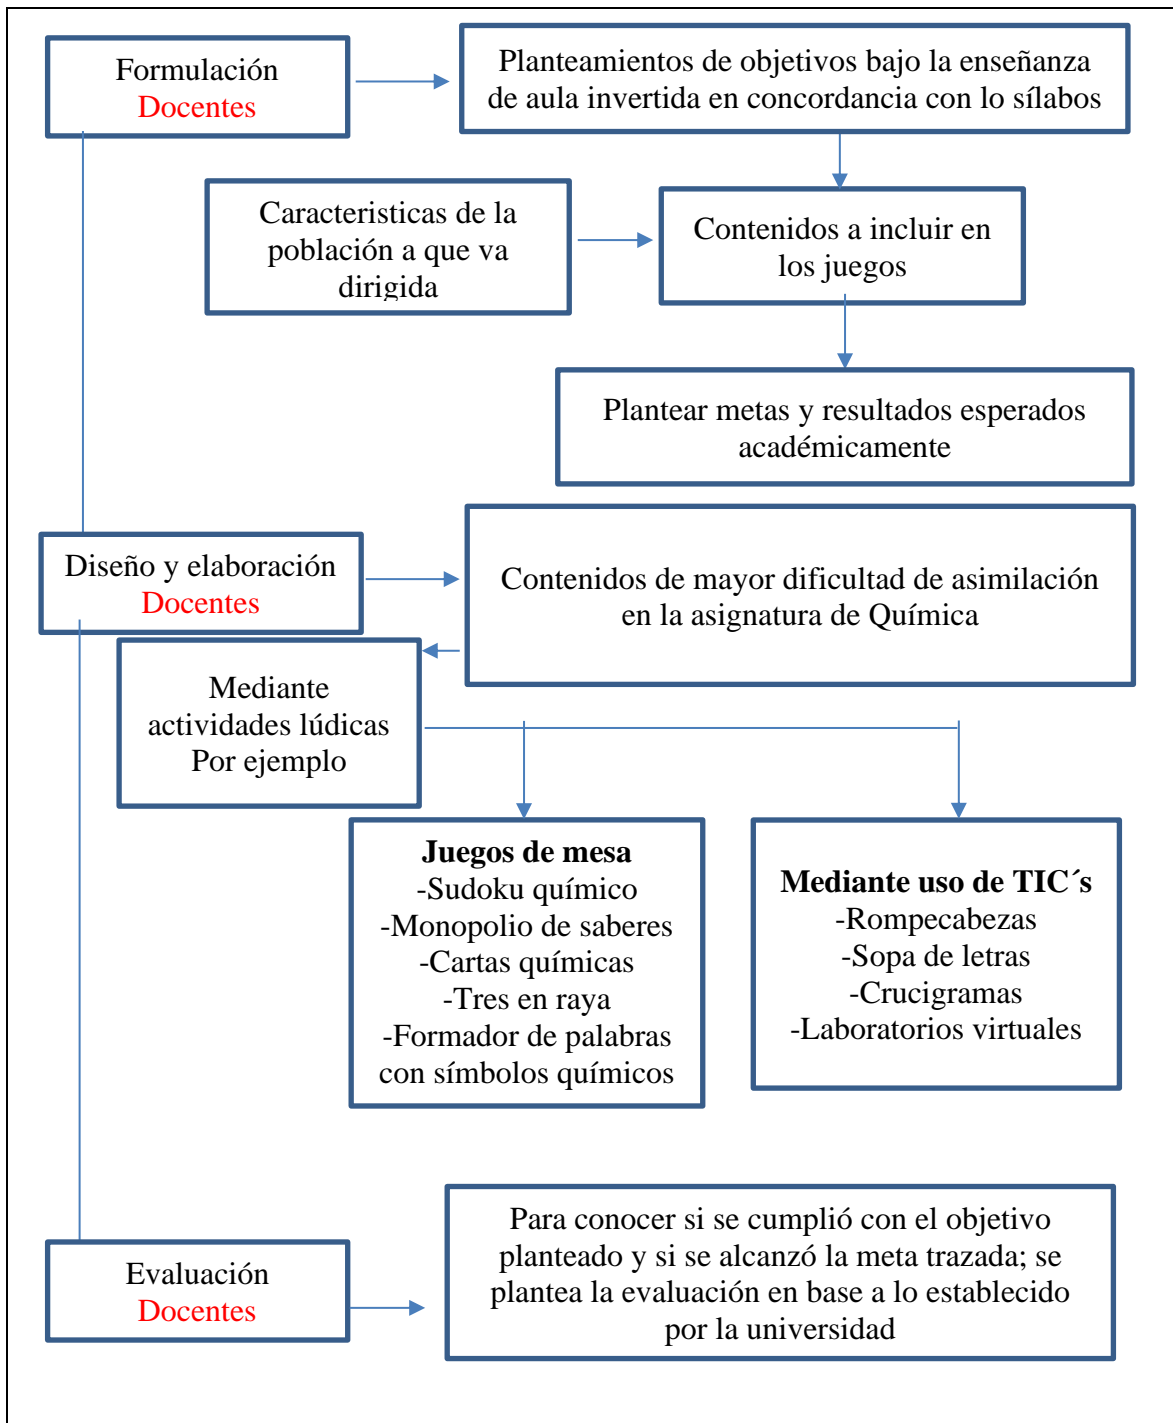 Formulación
Docentes
Planteamientos de objetivos bajo la enseñanza
de aula invertida en concordancia con lo sílabos
Caracteristicas de la
población a que va
dirigida
Contenidos a incluir en
los juegos
Plantear metas y resultados esperados
académicamente
Diseño y elaboración
Docentes
Contenidos de mayor dificultad de asimilación
en la asignatura de Química
Mediante
actividades lúdicas
Por ejemplo
Juegos de mesa
-Sudoku químico
-Monopolio de saberes
-Cartas químicas
-Tres en raya
-Formador de palabras
con símbolos químicos
Mediante uso de TIC´s
-Rompecabezas
-Sopa de letras
-Crucigramas
-Laboratorios virtuales
Evaluación
Docentes
Para conocer si se cumplió con el objetivo
planteado y si se alcanzó la meta trazada; se
plantea la evaluación en base a lo establecido
por la universidad